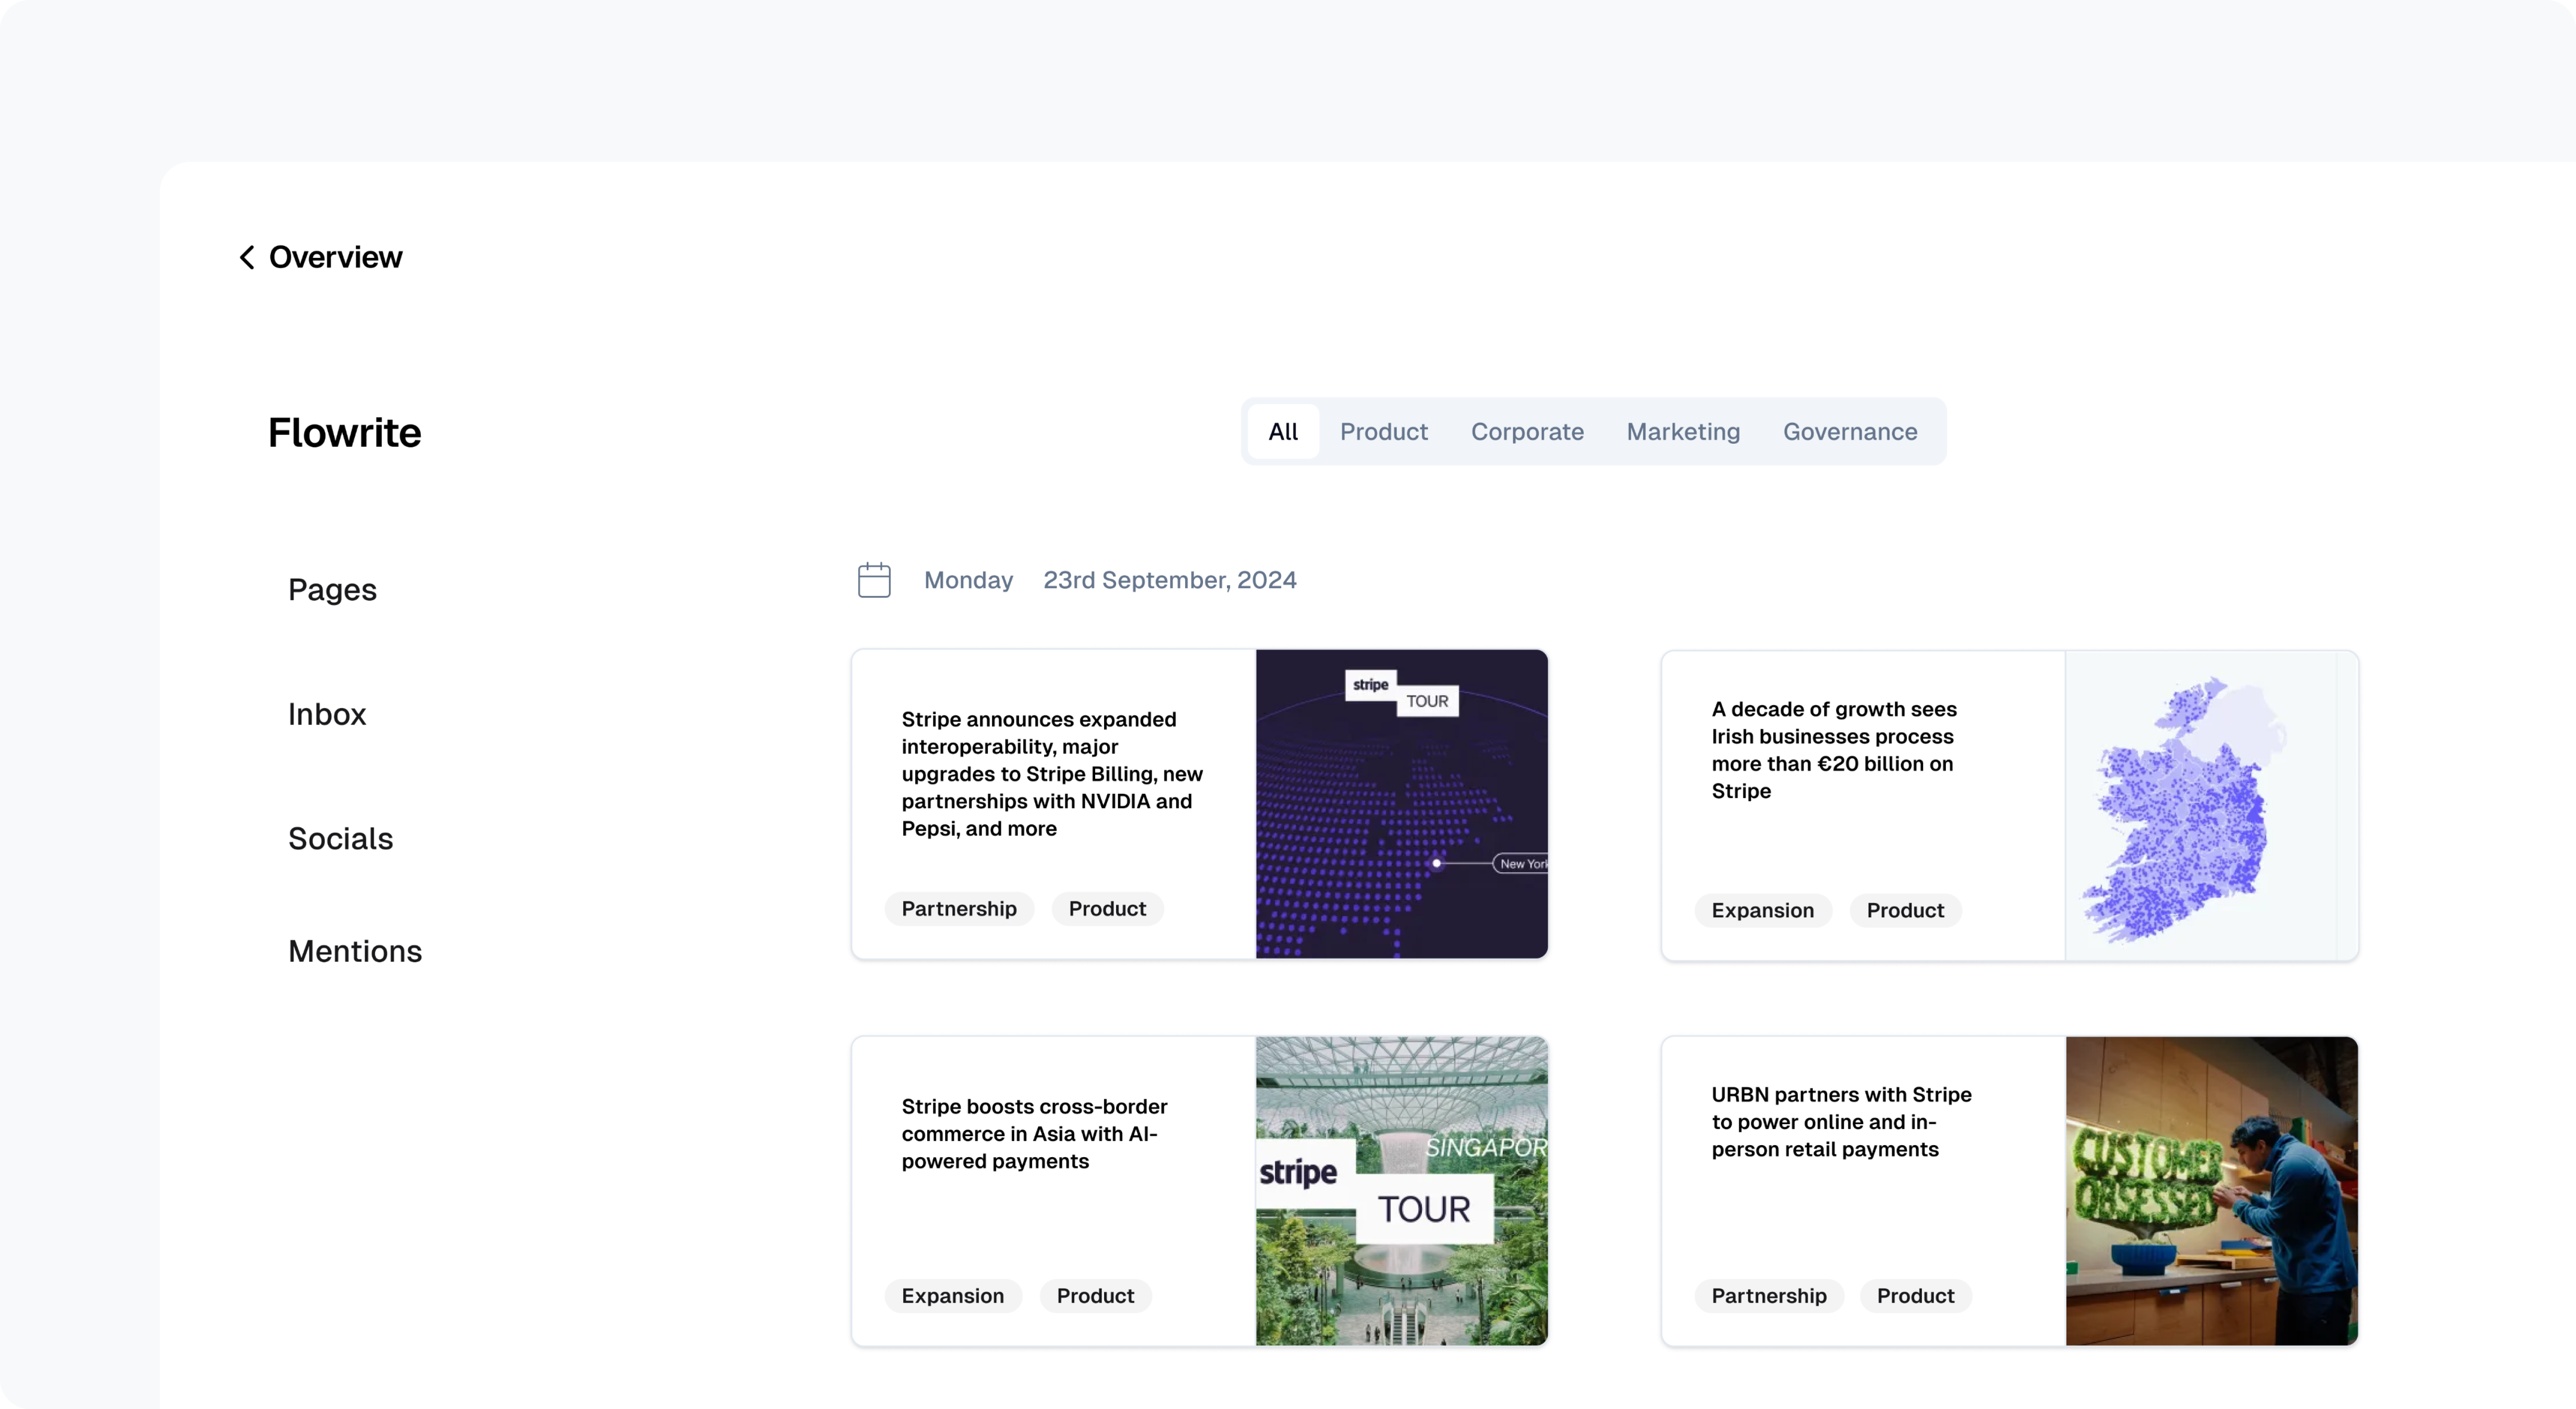 Overview
Flowrite
All Product Corporate Marketing Governance
Pages
Inbox
Socials
Mentions
Monday 23rd September, 2024
Stripe announces expanded
interoperability, major
upgrades to Stripe Billing, new
partnerships with NVIDIA and
Pepsi, and more
Partnership Product
stripe
TOUR
New York
A decade of growth sees
Irish businesses process
more than €20 billion on
Stripe
Expansion Product
Stripe boosts cross-border
commerce in Asia with AI-
powered payments
Expansion Product
SINGAPOR
stripe
TOUR
URBN partners with Stripe
to power online and in-
person retail payments
Partnership Product
CUSTOMER
OBSESSED